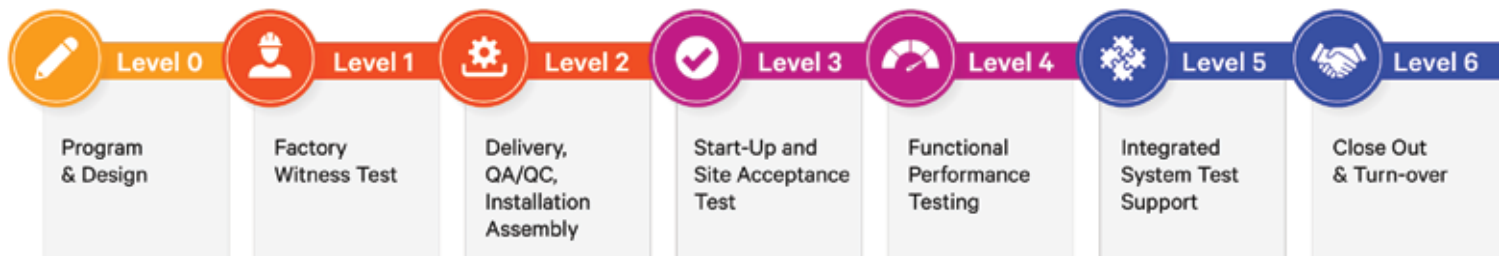 Level 0
Program
& Design
Level 1
Factory
Witness Test
Level 2
Delivery,
QA/QC,
Installation
Assembly
Level 3
Start-Up and
Site Acceptance
Test
Level 4
Functional
Performance
Testing
Level 5
Integrated
System Test
Support
Level 6
Close Out
& Turn-over